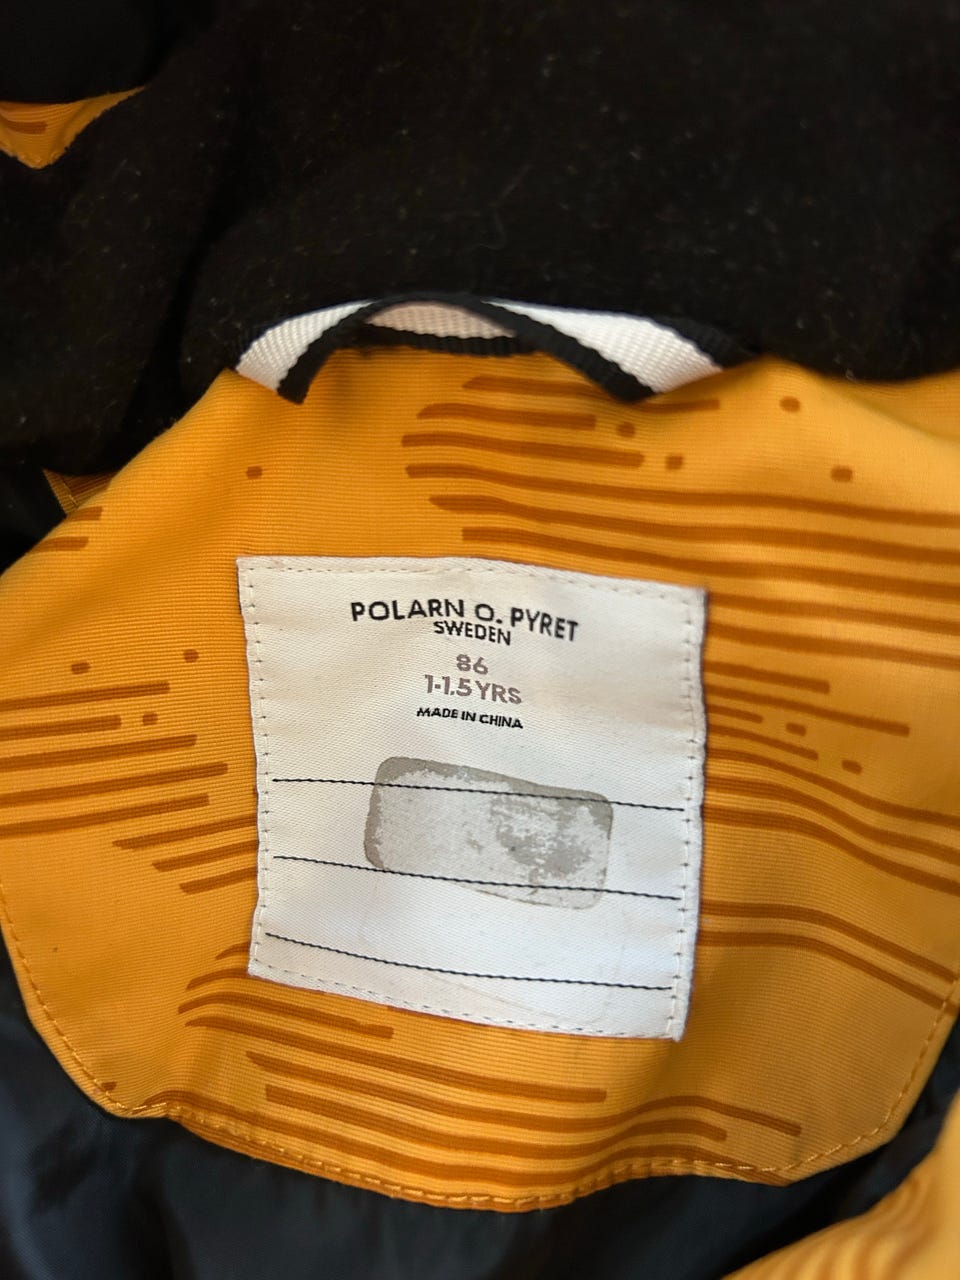 POLARN O. PYRET
SWEDEN
86
1-1.5 YRS
MADE IN CHINA